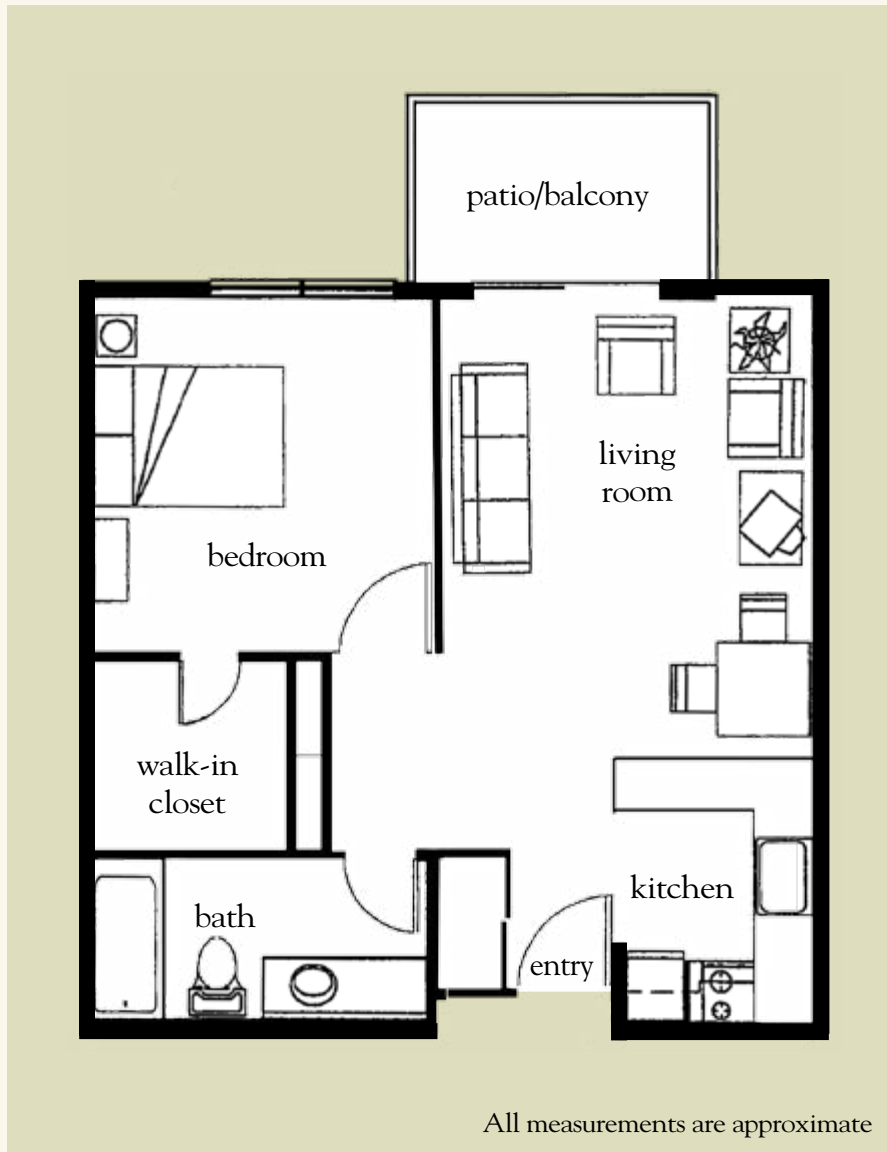 patio/balcony
living
room
bedroom
walk-in
closet
kitchen
bath
entry
All measurements are approximate